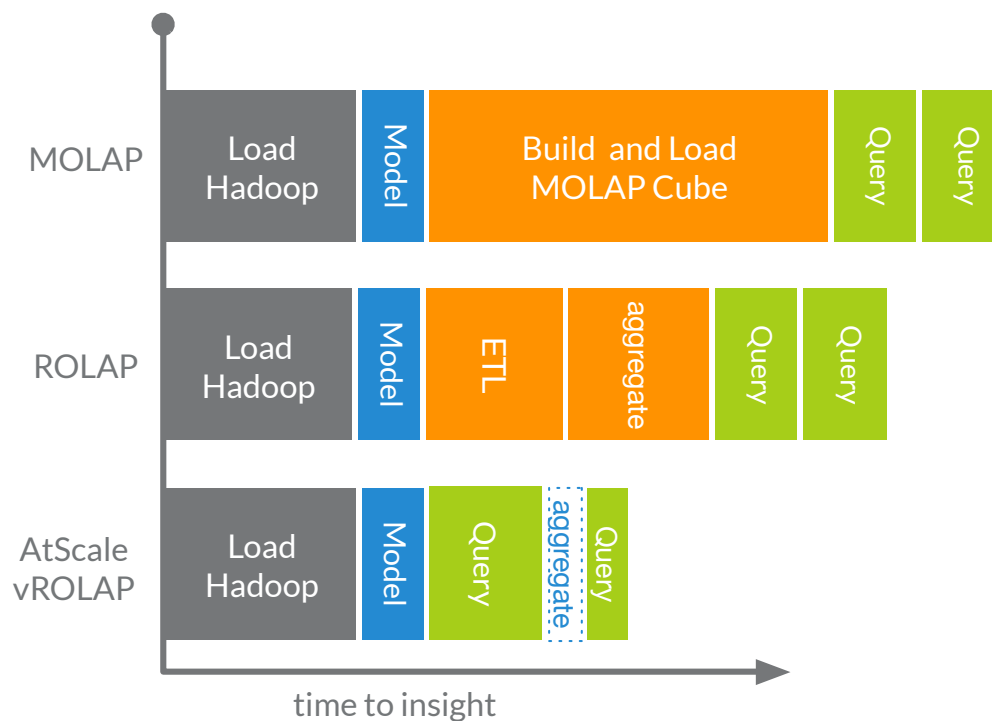 MOLAP
Load
Hadoop
Model
Build and Load
MOLAP Cube
Query
Query
ROLAP
Load
Hadoop
Model
ETL
aggregate
Query
Query
AtScale
vROLAP
Load
Hadoop
Model
Query
aggregate
Query
time to insight